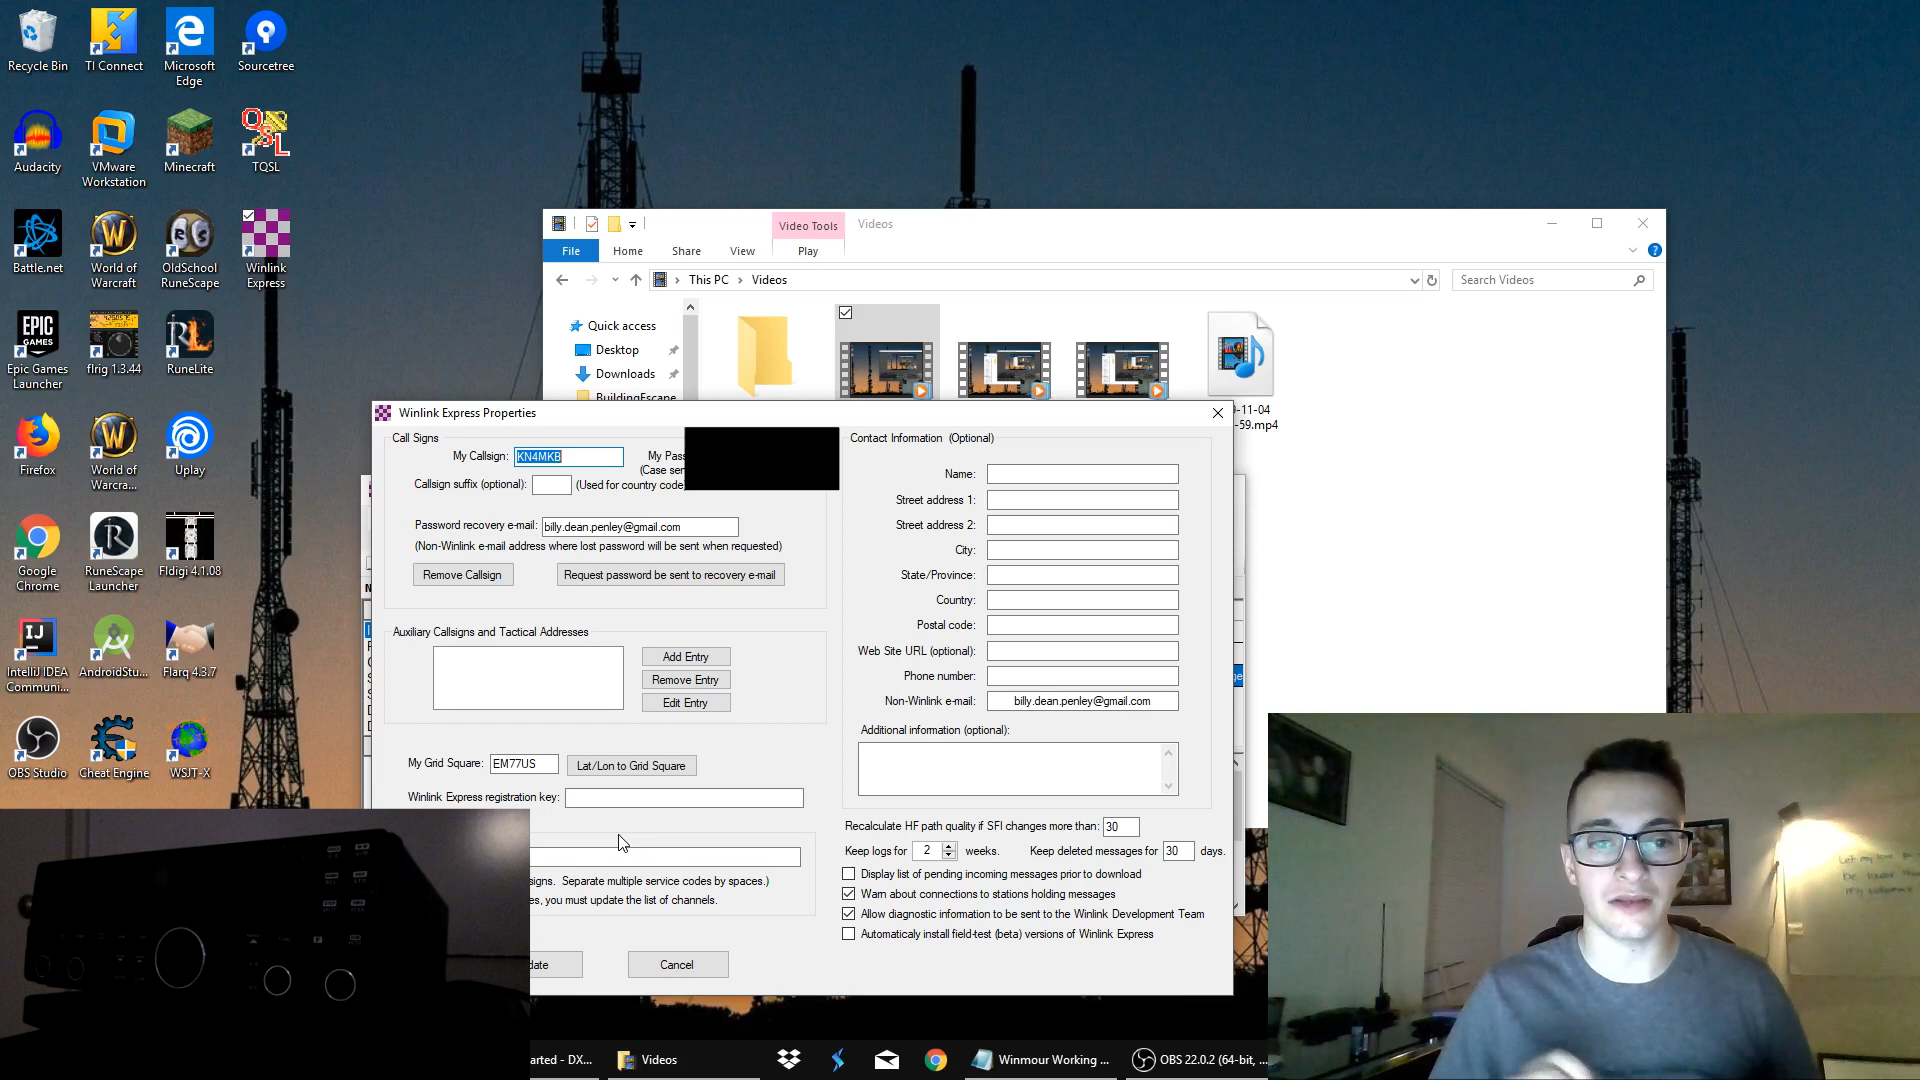 Recycle Bin
TI Connect
Microsoft
Edge
Sourcetree
Audacity
VMware
Workstation
Minecraft
QSL
TQSL
Battle.net
World of
Warcraft
OldSchool
RuneScape
Winlink
Express
EPIC
GAMES
Epic Games
Launcher
flrig 1.3.44
RuneLite
Firefox
World of
Warcra...
Uplay
Google
Chrome
RuneScape
Launcher
Fldigi 4.1.08
IJ
IntelliJ IDEA
Communi...
AndroidStu...
Flarq 4.3.7
OBS Studio
Cheat Engine
WSJT-X
Video Tools
Videos
File
Home
Share
View
Play
This PC
Videos
Search Videos
Quick access
Desktop
Downloads
BuildingEscape
-11-04
-59.mp4
Winlink Express Properties
Call Signs
My Callsign:
KN4MKB
My Pass
(Case sen
Callsign suffix (optional):
(Used for country code
Password recovery e-mail:
billy.dean.penley@gmail.com
(Non-Winlink e-mail address where lost password will be sent when requested)
Remove Callsign
Request password be sent to recovery e-mail
Auxiliary Callsigns and Tactical Addresses
Add Entry
Remove Entry
Edit Entry
My Grid Square:
EM77US
Lat/Lon to Grid Square
Winlink Express registration key:
signs. Separate multiple service codes by spaces.)
es, you must update the list of channels.
date
Cancel
Contact Information (Optional)
Name:
Street address 1:
Street address 2:
City:
State/Province:
Country:
Postal code:
Web Site URL (optional):
Phone number:
Non-Winlink e-mail:
billy.dean.penley@gmail.com
Additional information (optional):
Recalculate HF path quality if SFI changes more than: 30
Keep logs for 2 weeks.
Keep deleted messages for 30 days.
Display list of pending incoming messages prior to download
Warn about connections to stations holding messages
Allow diagnostic information to be sent to the Winlink Development Team
Automaticaly install field-test (beta) versions of Winlink Express
arted - DX...
Videos
Winmour Working ...
OBS 22.0.2 (64-bit, ...